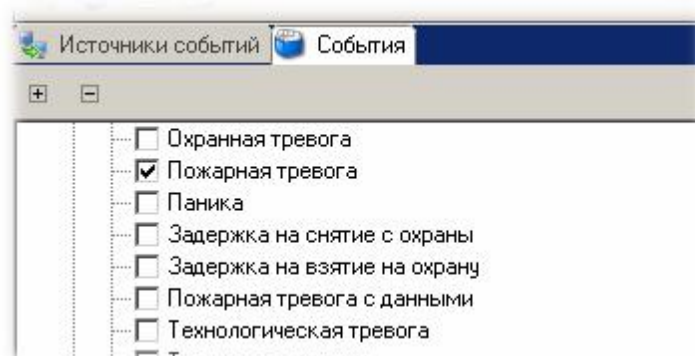 Источники событий События
Охранная тревога
Пожарная тревога
Паника
Задержка на снятие с охраны
Задержка на взятие на охрану
Пожарная тревога с данными
Технологическая тревога